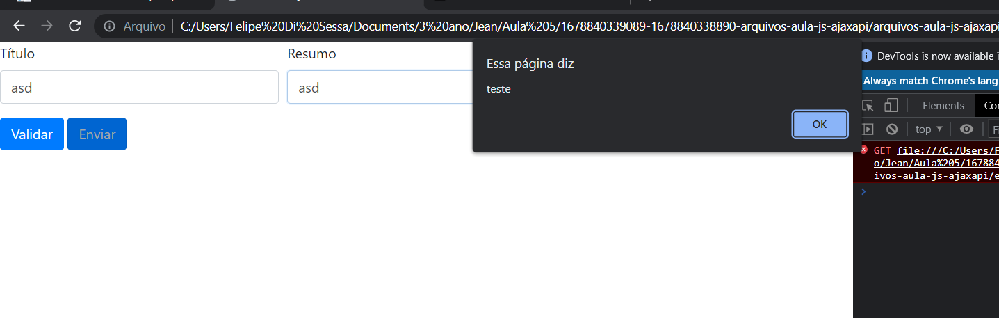 Arquivo | C:/Users/Felipe%20Di%20Sessa/Documents/3%20ano/Jean/Aula%205/1678840339089-1678840338890-arquivos-aula-js-ajaxapi/arquivos-aula-js-ajaxapi
Título
Resumo
asd
asd
Validar
Enviar
Essa página diz
teste
OK
DevTools is now available i
Always match Chrome's lang
Elements
Co
top
Fi
GET file:///C:/Users/F
o/Jean/Aula%205/167884
ivos-aula-js-ajaxapi/e